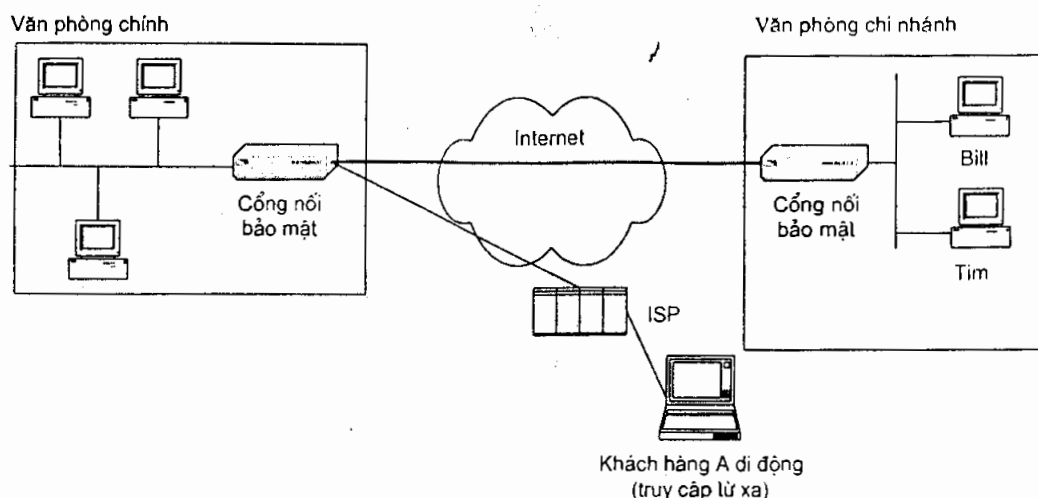 Văn phòng chính
Văn phòng chi nhánh
Internet
Cổng nối
bảo mật
Cổng nối
bảo mật
Bill
Tim
ISP
Khách hàng A di động
(truy cập từ xa)